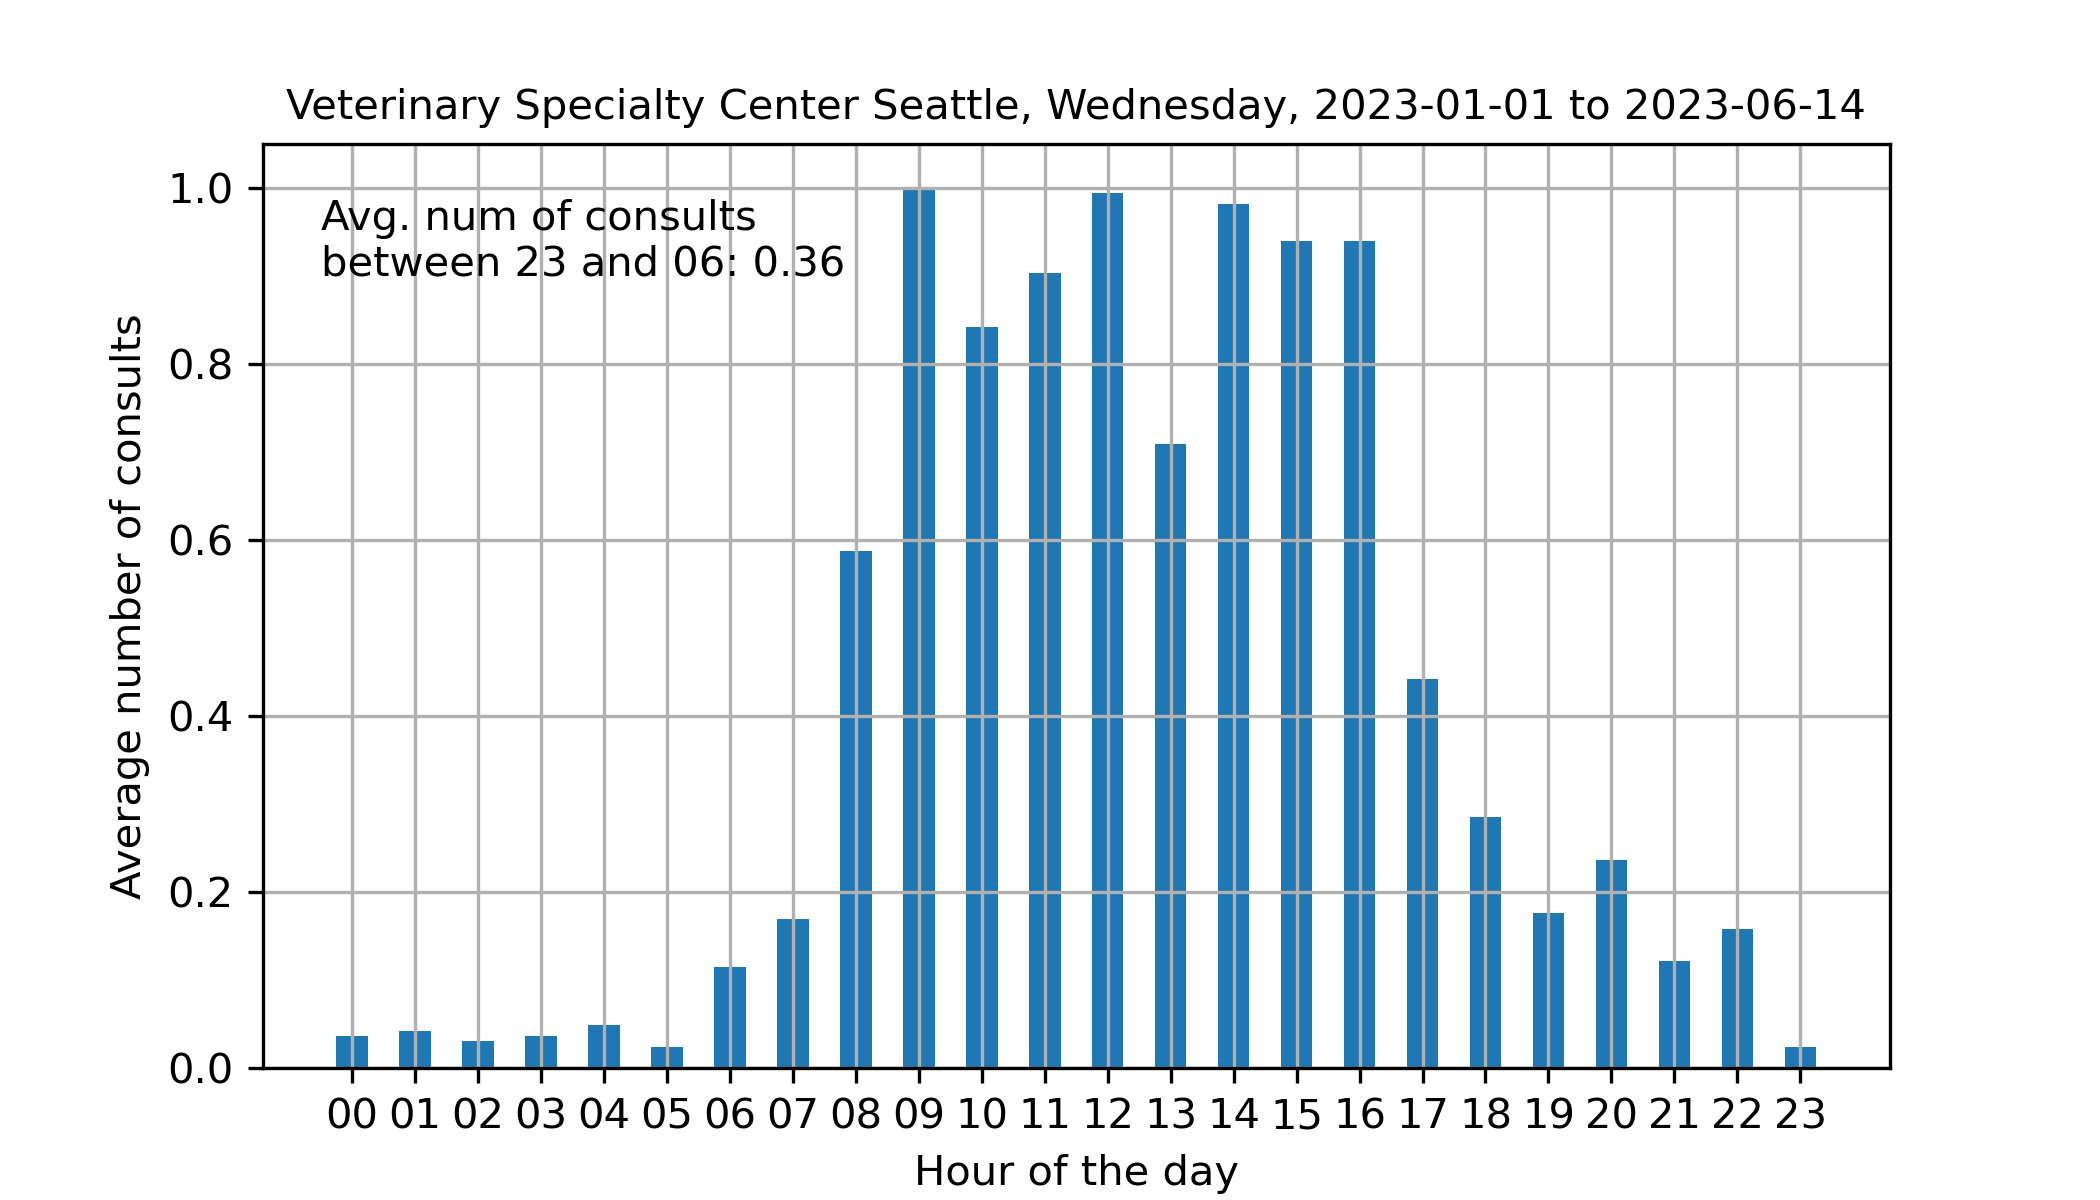 Veterinary Specialty Center Seattle, Wednesday, 2023-01-01 to 2023-06-14
Avg. num of consults
between 23 and 06: 0.36
Average number of consults
1.0
0.8
0.6
0.4
0.2
0.0
00 01 02 03 04 05 06 07 08 09 10 11 12 13 14 15 16 17 18 19 20 21 22 23
Hour of the day